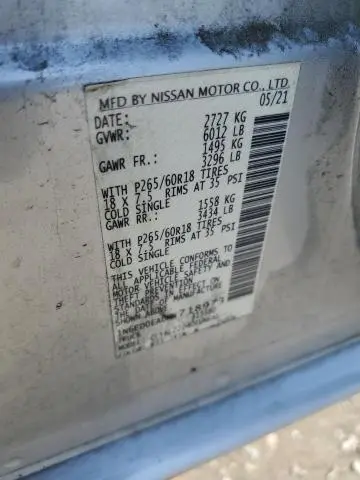 MFD BY NISSAN MOTOR CO., LTD.
DATE: 05/21
GVWR: 2727 KG
6012 LB
GAWR FR.: 1495 KG
3296 LB
WITH P265/60R18 TIRES
18 X 7.5 RIMS AT 35 PSI
COLD SINGLE
GAWR RR.: 1558 KG
3434 LB
WITH P265/60R18 TIRES
18 X 7.5 RIMS AT 35 PSI
COLD SINGLE
THIS VEHICLE CONFORMS TO
ALL APPLICABLE FEDERAL
MOTOR VEHICLE SAFETY AND
THEFT PREVENTION
STANDARDS IN EFFECT ON
THE DATE OF MANUFACTURE
SHOWN ABOVE.
TRUCK
MODEL: